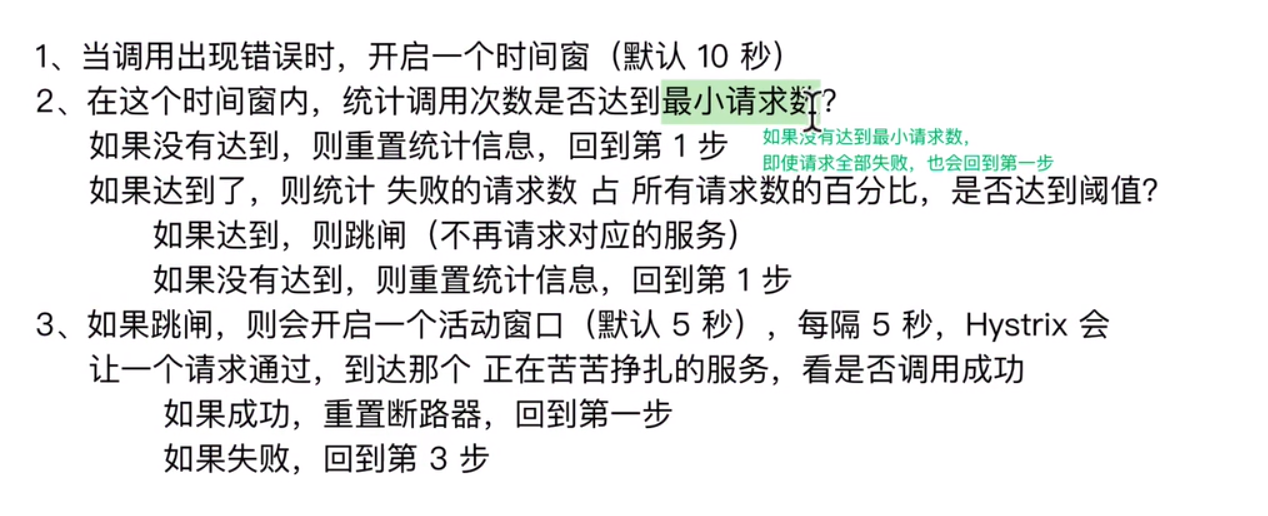 1、当调用出现错误时，开启一个时间窗（默认 10 秒）
2、在这个时间窗内，统计调用次数是否达到最小请求数？
如果没有达到，则重置统计信息，回到第 1 步
如果没有达到最小请求数，
即使请求全部失败，也会回到第一步
如果达到了，则统计 失败的请求数 占 所有请求数的百分比，是否达到阈值？
如果达到，则跳闸（不再请求对应的服务）
如果没有达到，则重置统计信息，回到第 1 步
3、如果跳闸，则会开启一个活动窗口（默认 5 秒），每隔 5 秒，Hystrix 会
让一个请求通过，到达那个 正在苦苦挣扎的服务，看是否调用成功
如果成功，重置断路器，回到第一步
如果失败，回到第 3 步